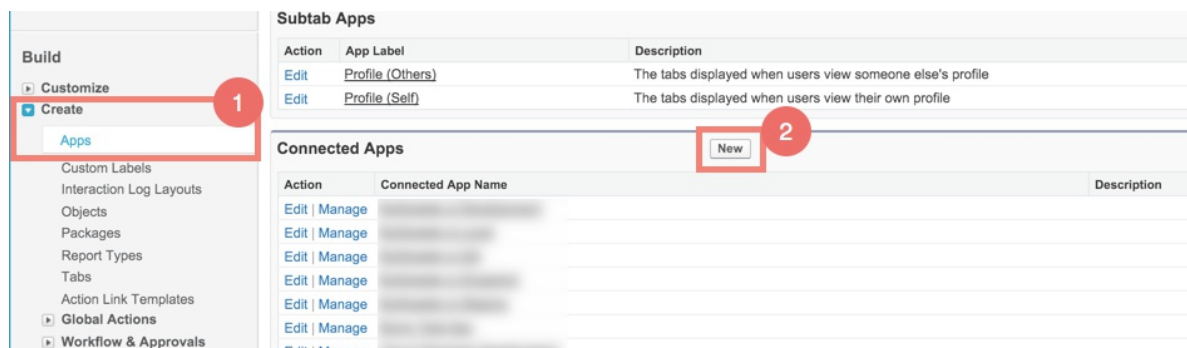 Build
Customize
Create
Apps
Custom Labels
Interaction Log Layouts
Objects
Packages
Report Types
Tabs
Action Link Templates
Global Actions
Workflow & Approvals
1
Subtab Apps
Action App Label Description
Edit Profile (Others) The tabs displayed when users view someone else's profile
Edit Profile (Self) The tabs displayed when users view their own profile
Connected Apps New
2
Action Connected App Name Description
Edit | Manage
Edit | Manage
Edit | Manage
Edit | Manage
Edit | Manage
Edit | Manage